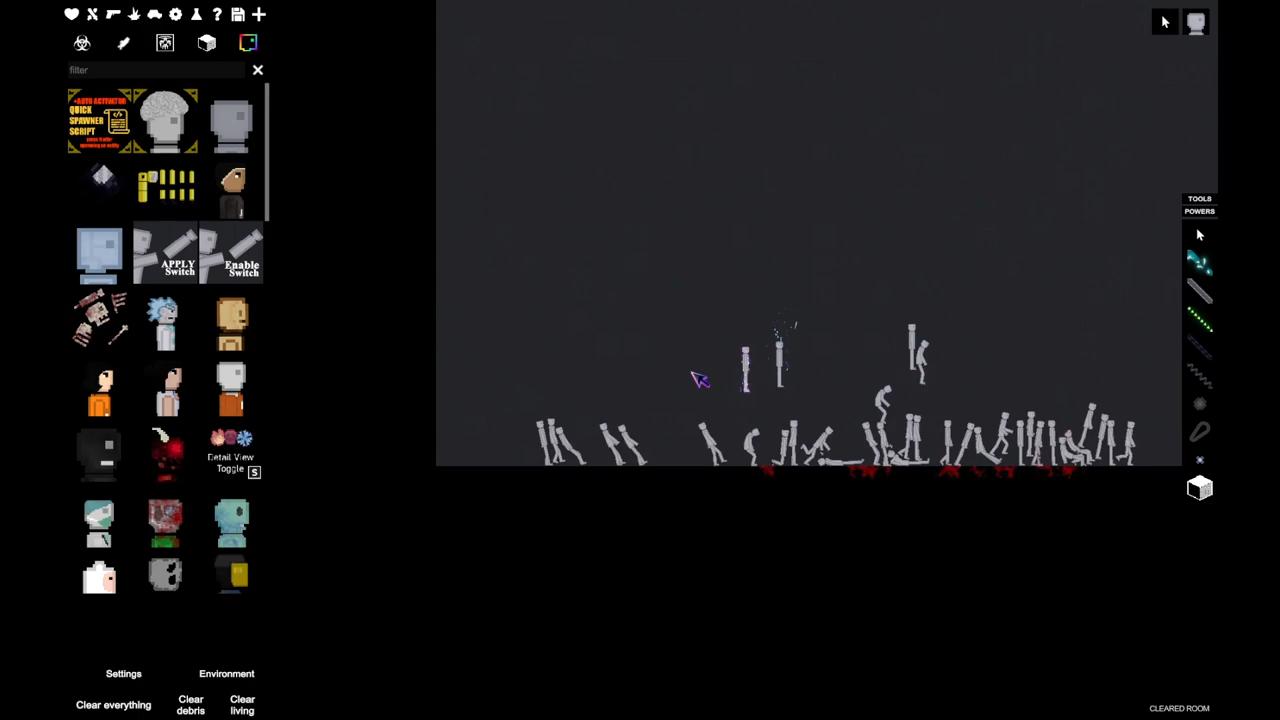 filter
+AUTO ACTIVATOR
QUICK
SPAWNER
SCRIPT
APPLY
Switch
Enable
Switch
Detail View
Toggle
S
Settings
Environment
Clear everything
Clear
debris
Clear
living
TOOLS
POWERS
CLEARED ROOM